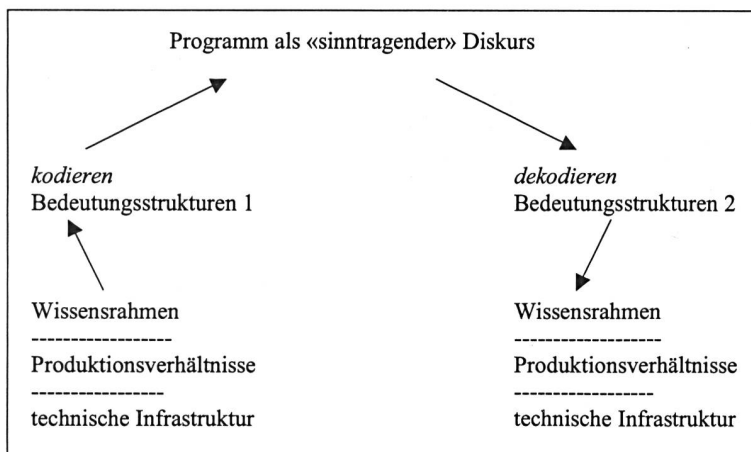 Programm als «sinntragender» Diskurs
kodieren
Bedeutungsstrukturen 1
Wissensrahmen
------------------
Produktionsverhältnisse
-----------------
technische Infrastruktur
dekodieren
Bedeutungsstrukturen 2
Wissensrahmen
-------------------
Produktionsverhältnisse
------------------
technische Infrastruktur